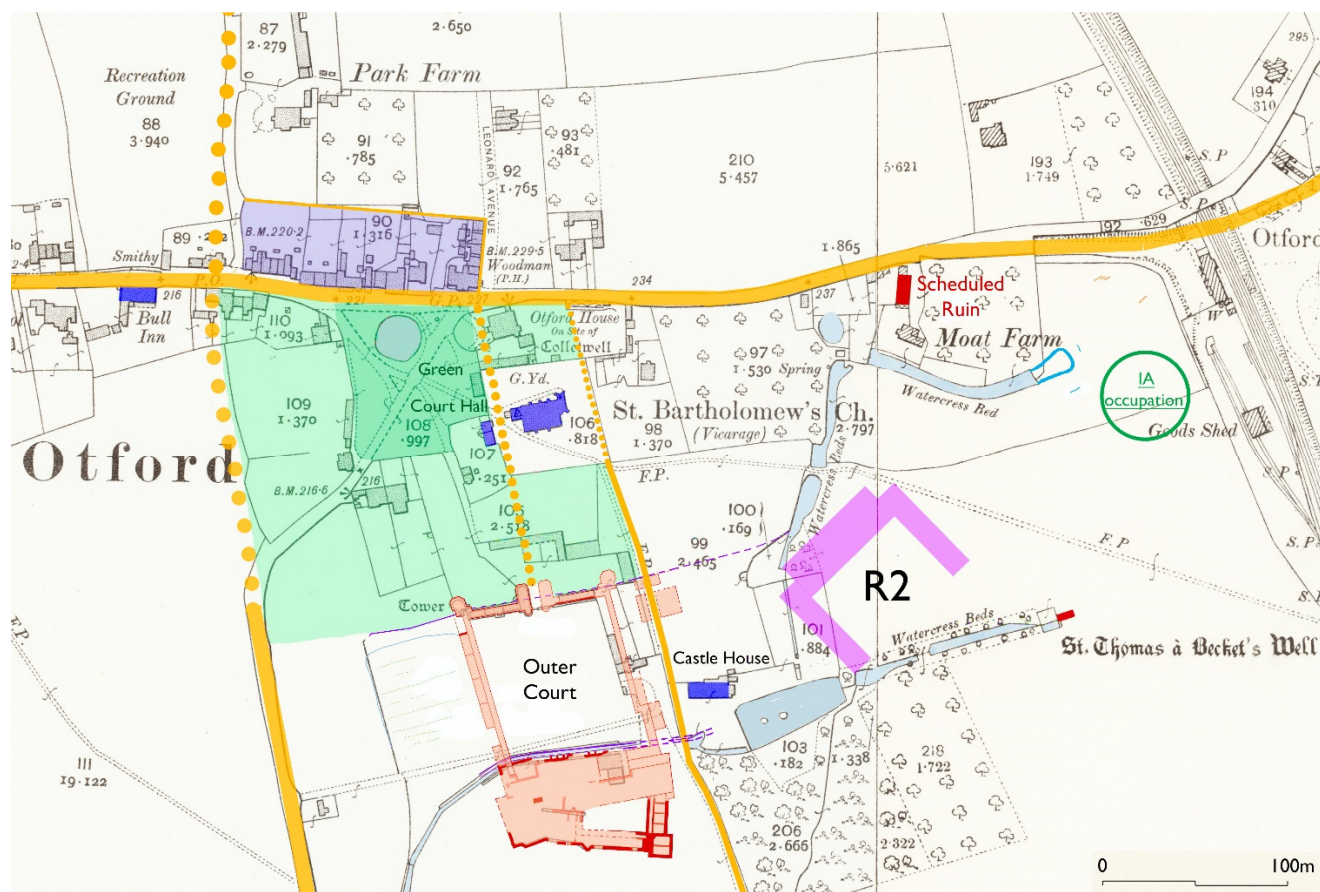 87
2.279
2.650
Park Farm
Recreation
Ground
88
3.940
91
.785
LEONARD AVENUE
93
.481
92
1.765
210
5.457
5.621
193
1.749
295
194
.310
S.P
S.P
192
.629
B.M.220.2
90
1.316
89
Smithy
P.O.
216
Bull
Inn
221
G.P.
227
B.M.229.5
Woodman
(P.H.)
234
237
1.865
Scheduled
Ruin
Moat Farm
Otford
W
S.P
110
1.993
Green
Otford House
On Site of
Colletwell
97
1.530
Spring
Watercress Bed
IA
occupation
Goods Shed
G.Yd.
Court Hall
108
.997
109
1.370
106
.818
St. Bartholomew's Ch.
(Vicarage)
98
1.370
2.797
Otford
107
.251
B.M.216.6
216
105
2.518
F.P.
Watercress Beds
100
.169
99
2.465
F.P.
F.P
S.P
S.P
S.P
R2
Tower
101
.884
Watercress Beds
St. Thomas à Becket's Well
Outer
Court
Castle House
F.P.
111
19.122
103
.182
1.338
218
1.722
206
2.666
2.322
0
100m